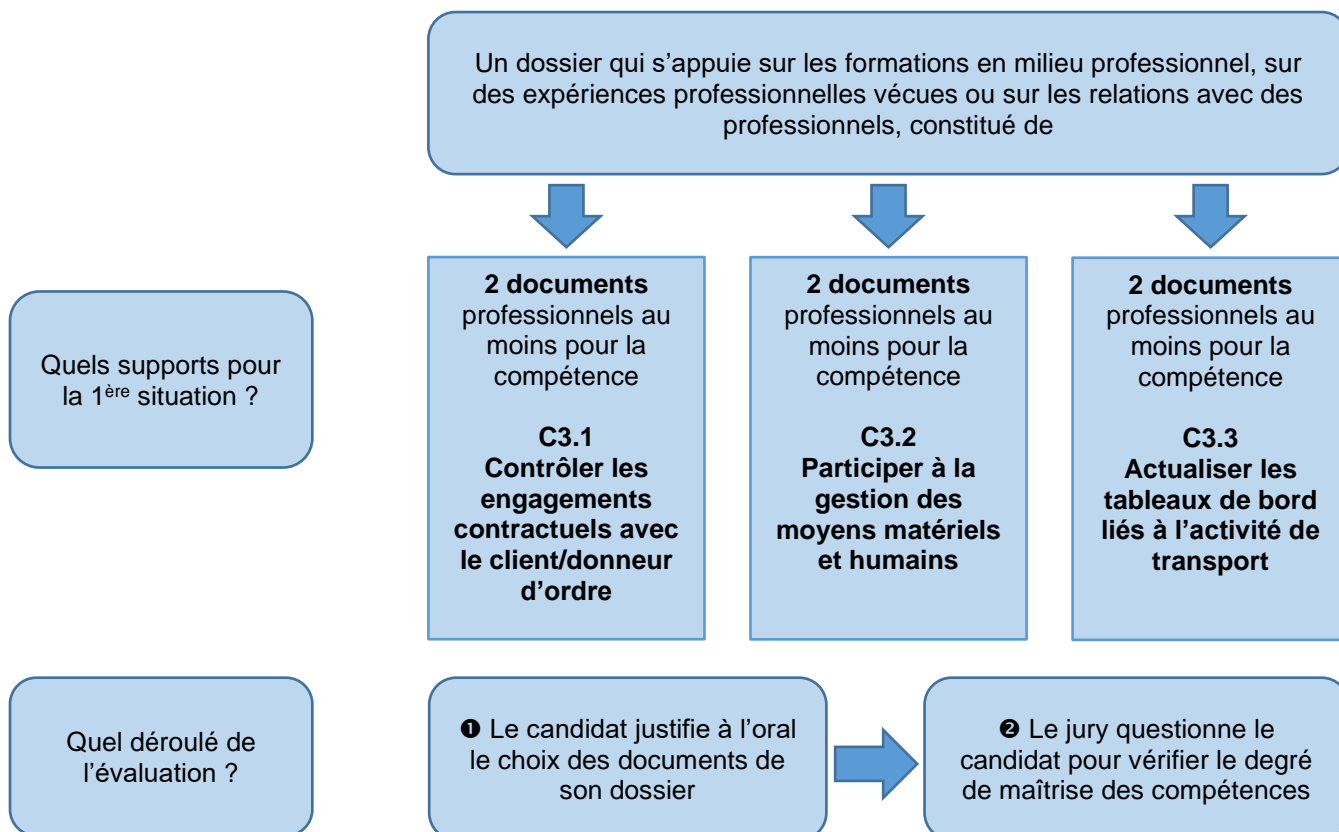 Un dossier qui s'appuie sur les formations en milieu professionnel, sur
des expériences professionnelles vécues ou sur les relations avec des
professionnels, constitué de
Quels supports pour
la 1ère situation ?
2 documents
professionnels au
moins pour la
compétence
C3.1
Contrôler les
engagements
contractuels avec
le client/donneur
d'ordre
2 documents
professionnels au
moins pour la
compétence
C3.2
Participer à la
gestion des
moyens matériels
et humains
2 documents
professionnels au
moins pour la
compétence
C3.3
Actualiser les
tableaux de bord
liés à l'activité de
transport
Quel déroulé de
l'évaluation ?
❶ Le candidat justifie à l'oral
le choix des documents de
son dossier
❷ Le jury questionne le
candidat pour vérifier le degré
de maîtrise des compétences